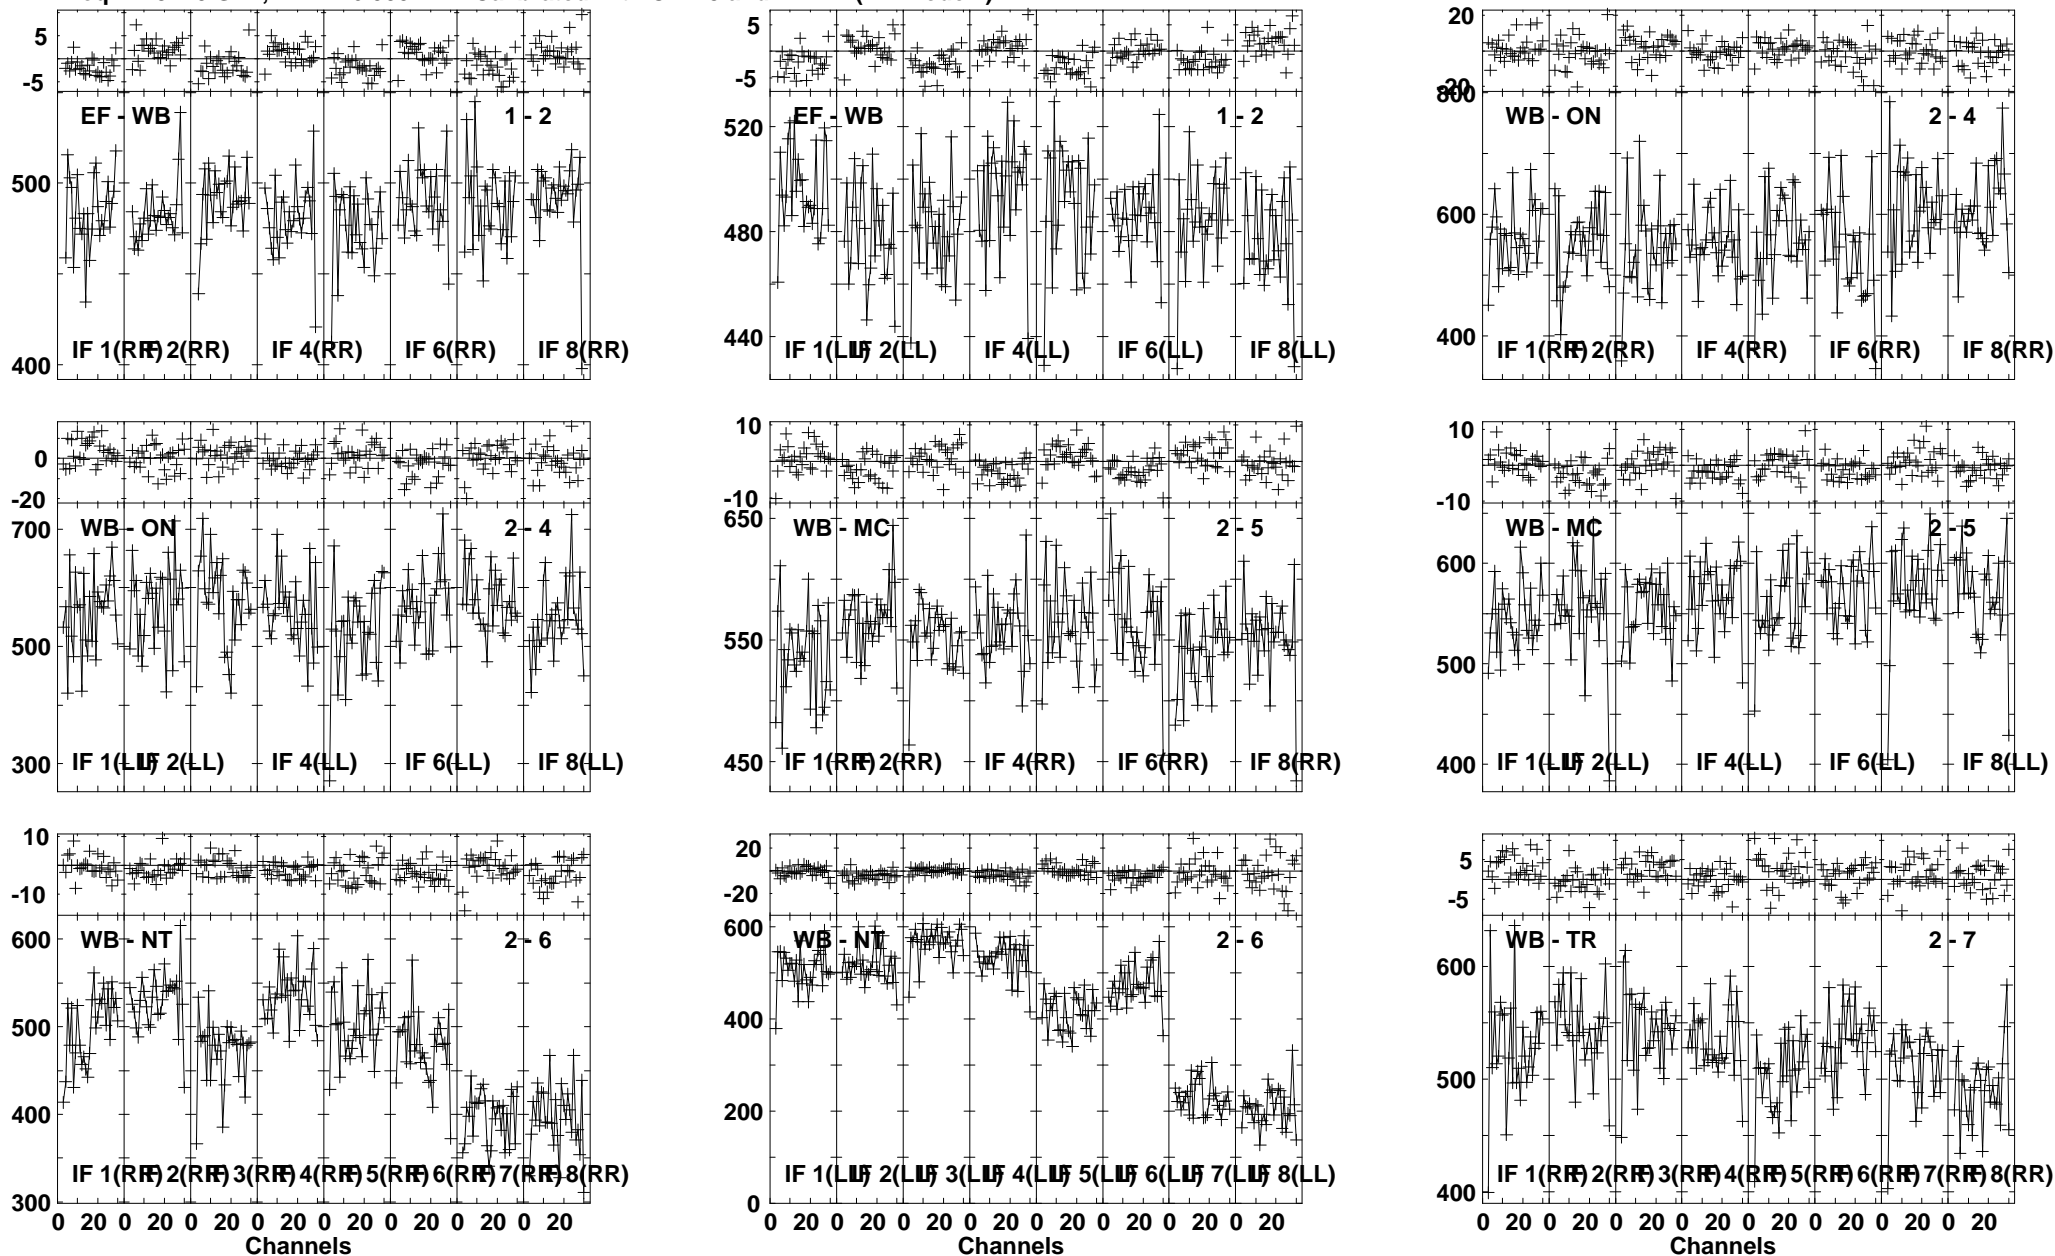 5
-5
EF - WB 1 - 2
500
400
IF 1(RR) IF 2(RR) IF 4(RR) IF 6(RR) IF 8(RR)
5
-5
EF - WB 1 - 2
520
480
440
IF 1(LL) IF 2(LL) IF 4(LL) IF 6(LL) IF 8(LL)
20
-20
800
WB - ON 2 - 4
600
400
IF 1(RR) IF 2(RR) IF 4(RR) IF 6(RR) IF 8(RR)
0
-20
700
WB - ON 2 - 4
500
300
IF 1(LL) IF 2(LL) IF 4(LL) IF 6(LL) IF 8(LL)
10
-10
650
WB - MC 2 - 5
550
450
IF 1(RR) IF 2(RR) IF 4(RR) IF 6(RR) IF 8(RR)
10
-10
WB - MC 2 - 5
600
500
400
IF 1(LL) IF 2(LL) IF 4(LL) IF 6(LL) IF 8(LL)
10
-10
600
WB - NT 2 - 6
500
400
300
IF 1(RR) IF 2(RR) IF 3(RR) IF 4(RR) IF 5(RR) IF 6(RR) IF 7(RR) IF 8(RR)
0 20 0 20 0 20 0 20 0 20 0 20 0 20 0 20
Channels
20
-20
600
WB - NT 2 - 6
400
200
0
IF 1(LL) IF 2(LL) IF 3(LL) IF 4(LL) IF 5(LL) IF 6(LL) IF 7(LL) IF 8(LL)
0 20 0 20 0 20 0 20 0 20 0 20 0 20 0 20
Channels
5
-5
WB - TR 2 - 7
600
500
400
IF 1(RR) IF 2(RR) IF 3(RR) IF 4(RR) IF 5(RR) IF 6(RR) IF 7(RR) IF 8(RR)
0 20 0 20 0 20 0 20 0 20 0 20 0 20 0 20
Channels